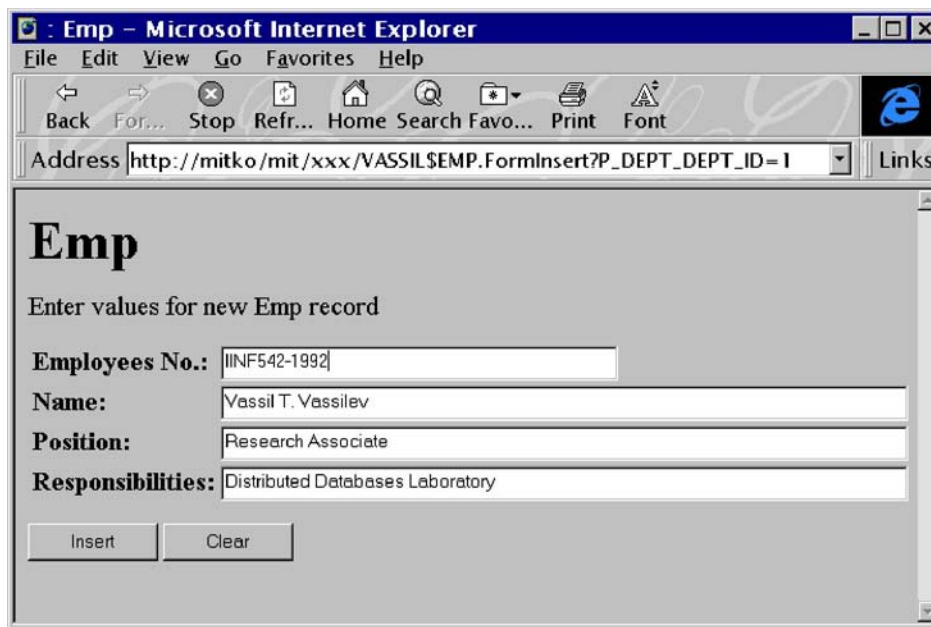 : Emp – Microsoft Internet Explorer
File Edit View Go Favorites Help
Back For... Stop Refr... Home Search Favo... Print Font
Address http://mitko/mit/xxx/VASSIL$EMP.FormInsert?P_DEPT_DEPT_ID=1 Links
Emp
Enter values for new Emp record
Employees No.: IINF542-1992
Name: Vassil T. Vassilev
Position: Research Associate
Responsibilities: Distributed Databases Laboratory
Insert Clear